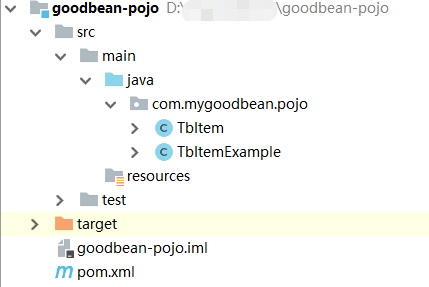 goodbean-pojo D:\ \goodbean-pojo
src
main
java
com.mygoodbean.pojo
TbItem
TbItemExample
resources
test
target
goodbean-pojo.iml
pom.xml